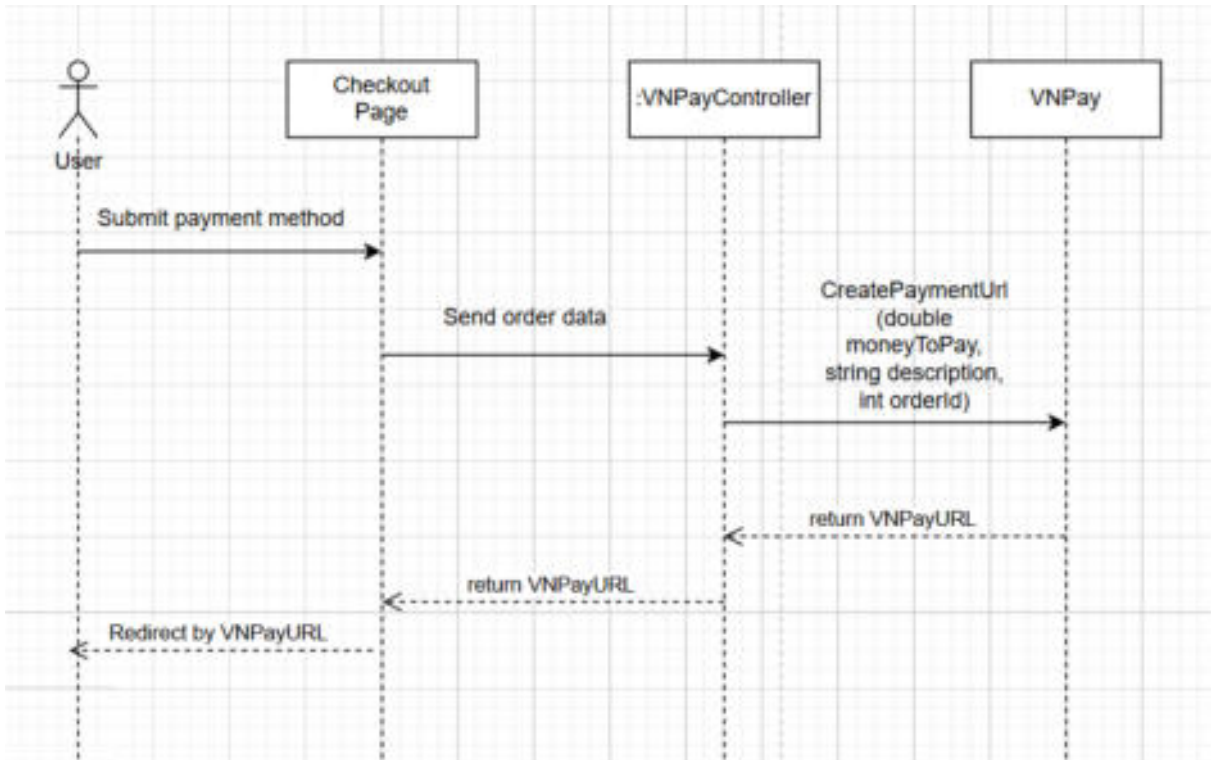 Checkout
Page
:VNPayController
VNPay
User
Submit payment method
Send order data
CreatePaymentUrl
(double
moneyToPay,
string description,
int orderId)
return VNPayURL
return VNPayURL
Redirect by VNPayURL